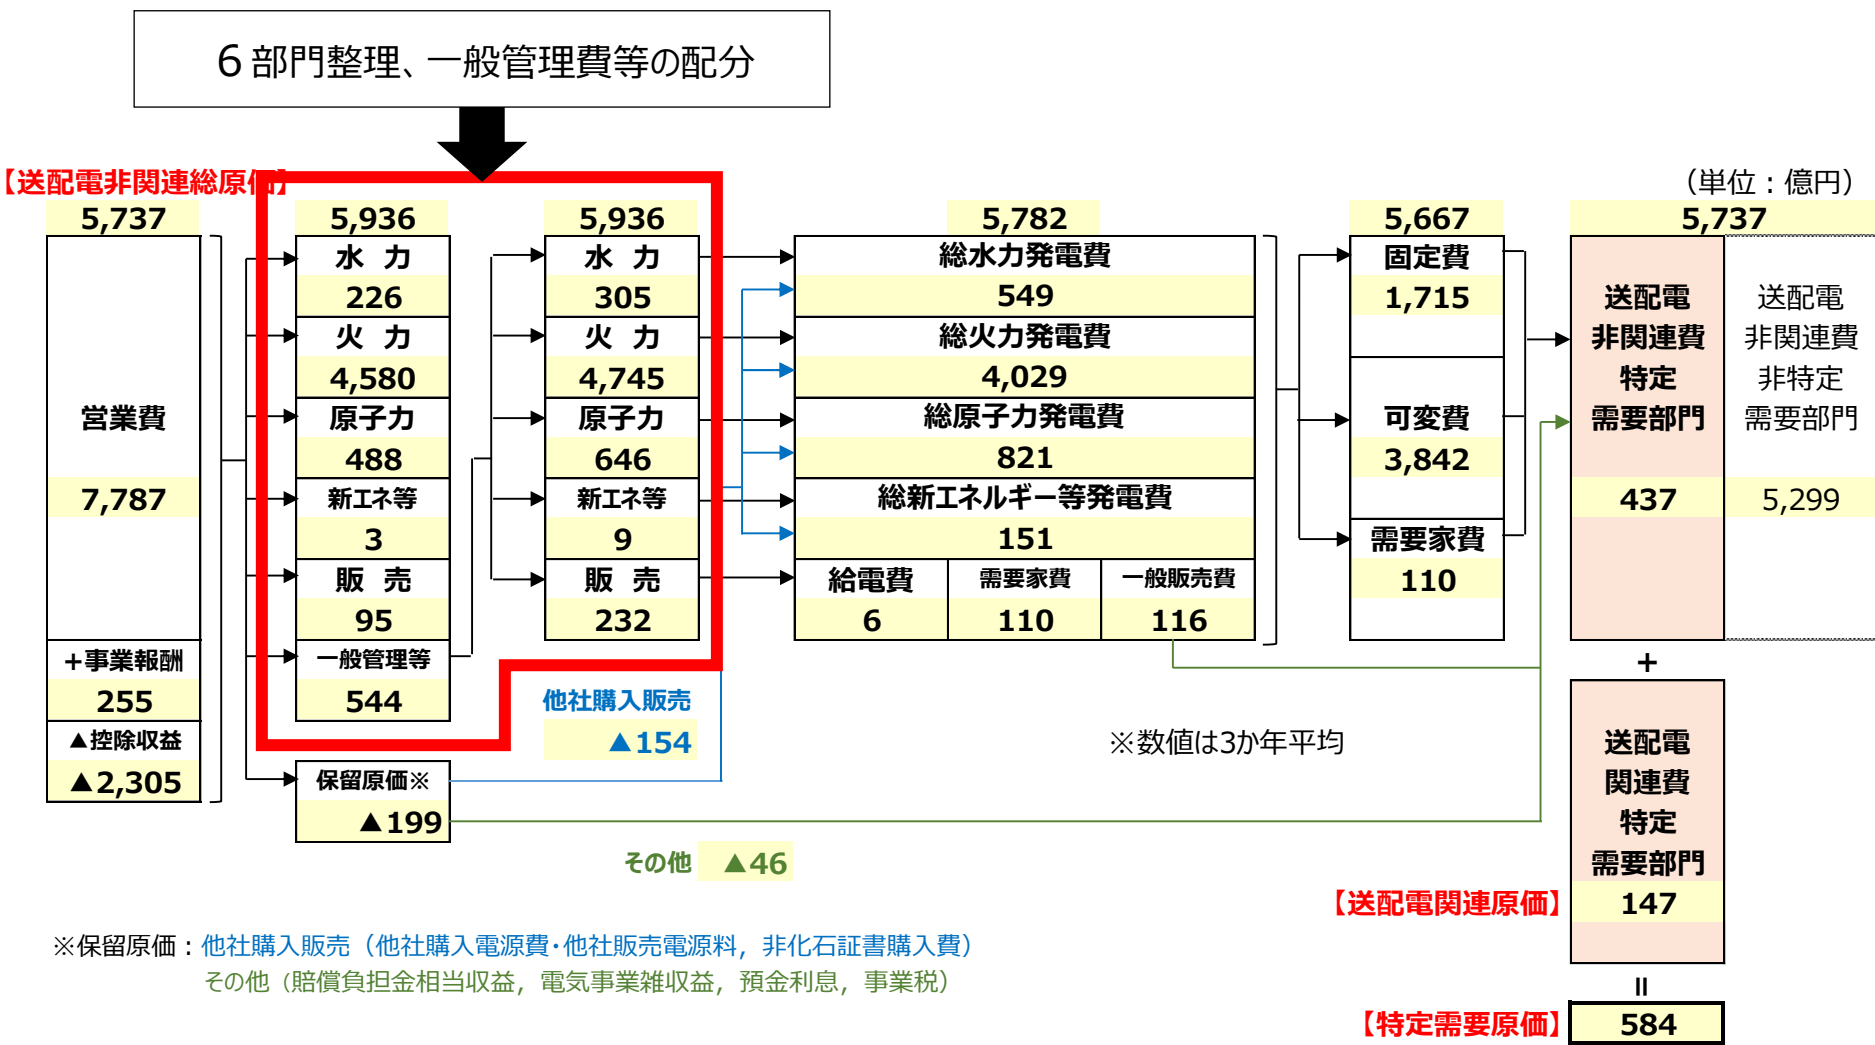 6部門整理、一般管理費等の配分
【送配電非関連総原価】
(単位：億円)
5,737
営業費
7,787
+事業報酬
255
▲控除収益
▲2,305
5,936
水 力
226
火 力
4,580
原子力
488
新エネ等
3
販 売
95
一般管理等
544
保留原価※
▲199
5,936
水 力
305
火 力
4,745
原子力
646
新エネ等
9
販 売
232
他社購入販売
▲154
その他 ▲46
5,782
総水力発電費
549
総火力発電費
4,029
総原子力発電費
821
総新エネルギー等発電費
151
給電費 需要家費 一般販売費
6 110 116
※数値は3か年平均
5,667
固定費
1,715
可変費
3,842
需要家費
110
5,737
送配電
非関連費
特定
需要部門
437
送配電
非関連費
非特定
需要部門
5,299
+
送配電
関連費
特定
需要部門
【送配電関連原価】 147
=
【特定需要原価】 584
※保留原価：他社購入販売（他社購入電源費・他社販売電源料，非化石証書購入費）
その他（賠償負担金相当収益，電気事業雑収益，預金利息，事業税）